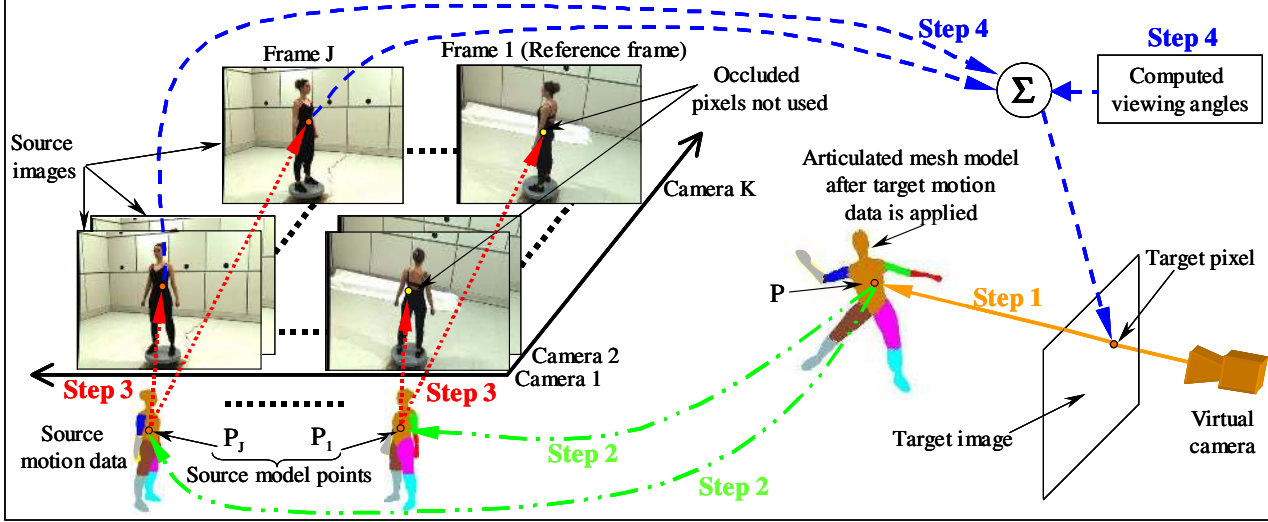 Step 4
Step 4
Frame J
Frame 1 (Reference frame)
Occluded
pixels not used
Σ
Computed
viewing angles
Source
images
Camera K
Articulated mesh model
after target motion
data is applied
Target pixel
P
Step 1
Camera 2
Camera 1
Step 3
Step 3
Virtual
camera
Target image
Source
motion data
PJ
P1
Source model points
Step 2
Step 2